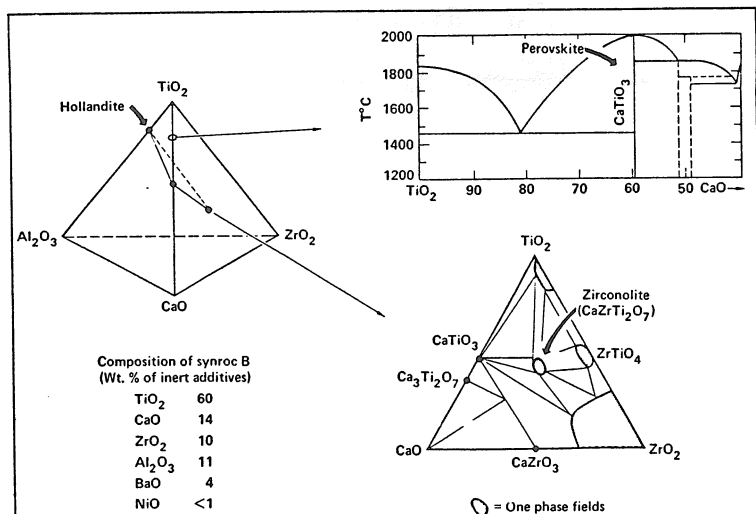 Hollandite
TiO₂
Al₂O₃
ZrO₂
CaO
T°C
2000
1800
1600
1400
1200
Perovskite
CaTiO₃
TiO₂ 90 80 70 60 50 CaO→
TiO₂
Zirconolite
(CaZrTi₂O₇)
CaTiO₃
ZrTiO₄
Ca₃Ti₂O₇
CaO
CaZrO₃
ZrO₂
= One phase fields
Composition of synroc B
(Wt. % of inert additives)
TiO₂ 60
CaO 14
ZrO₂ 10
Al₂O₃ 11
BaO 4
NiO <1